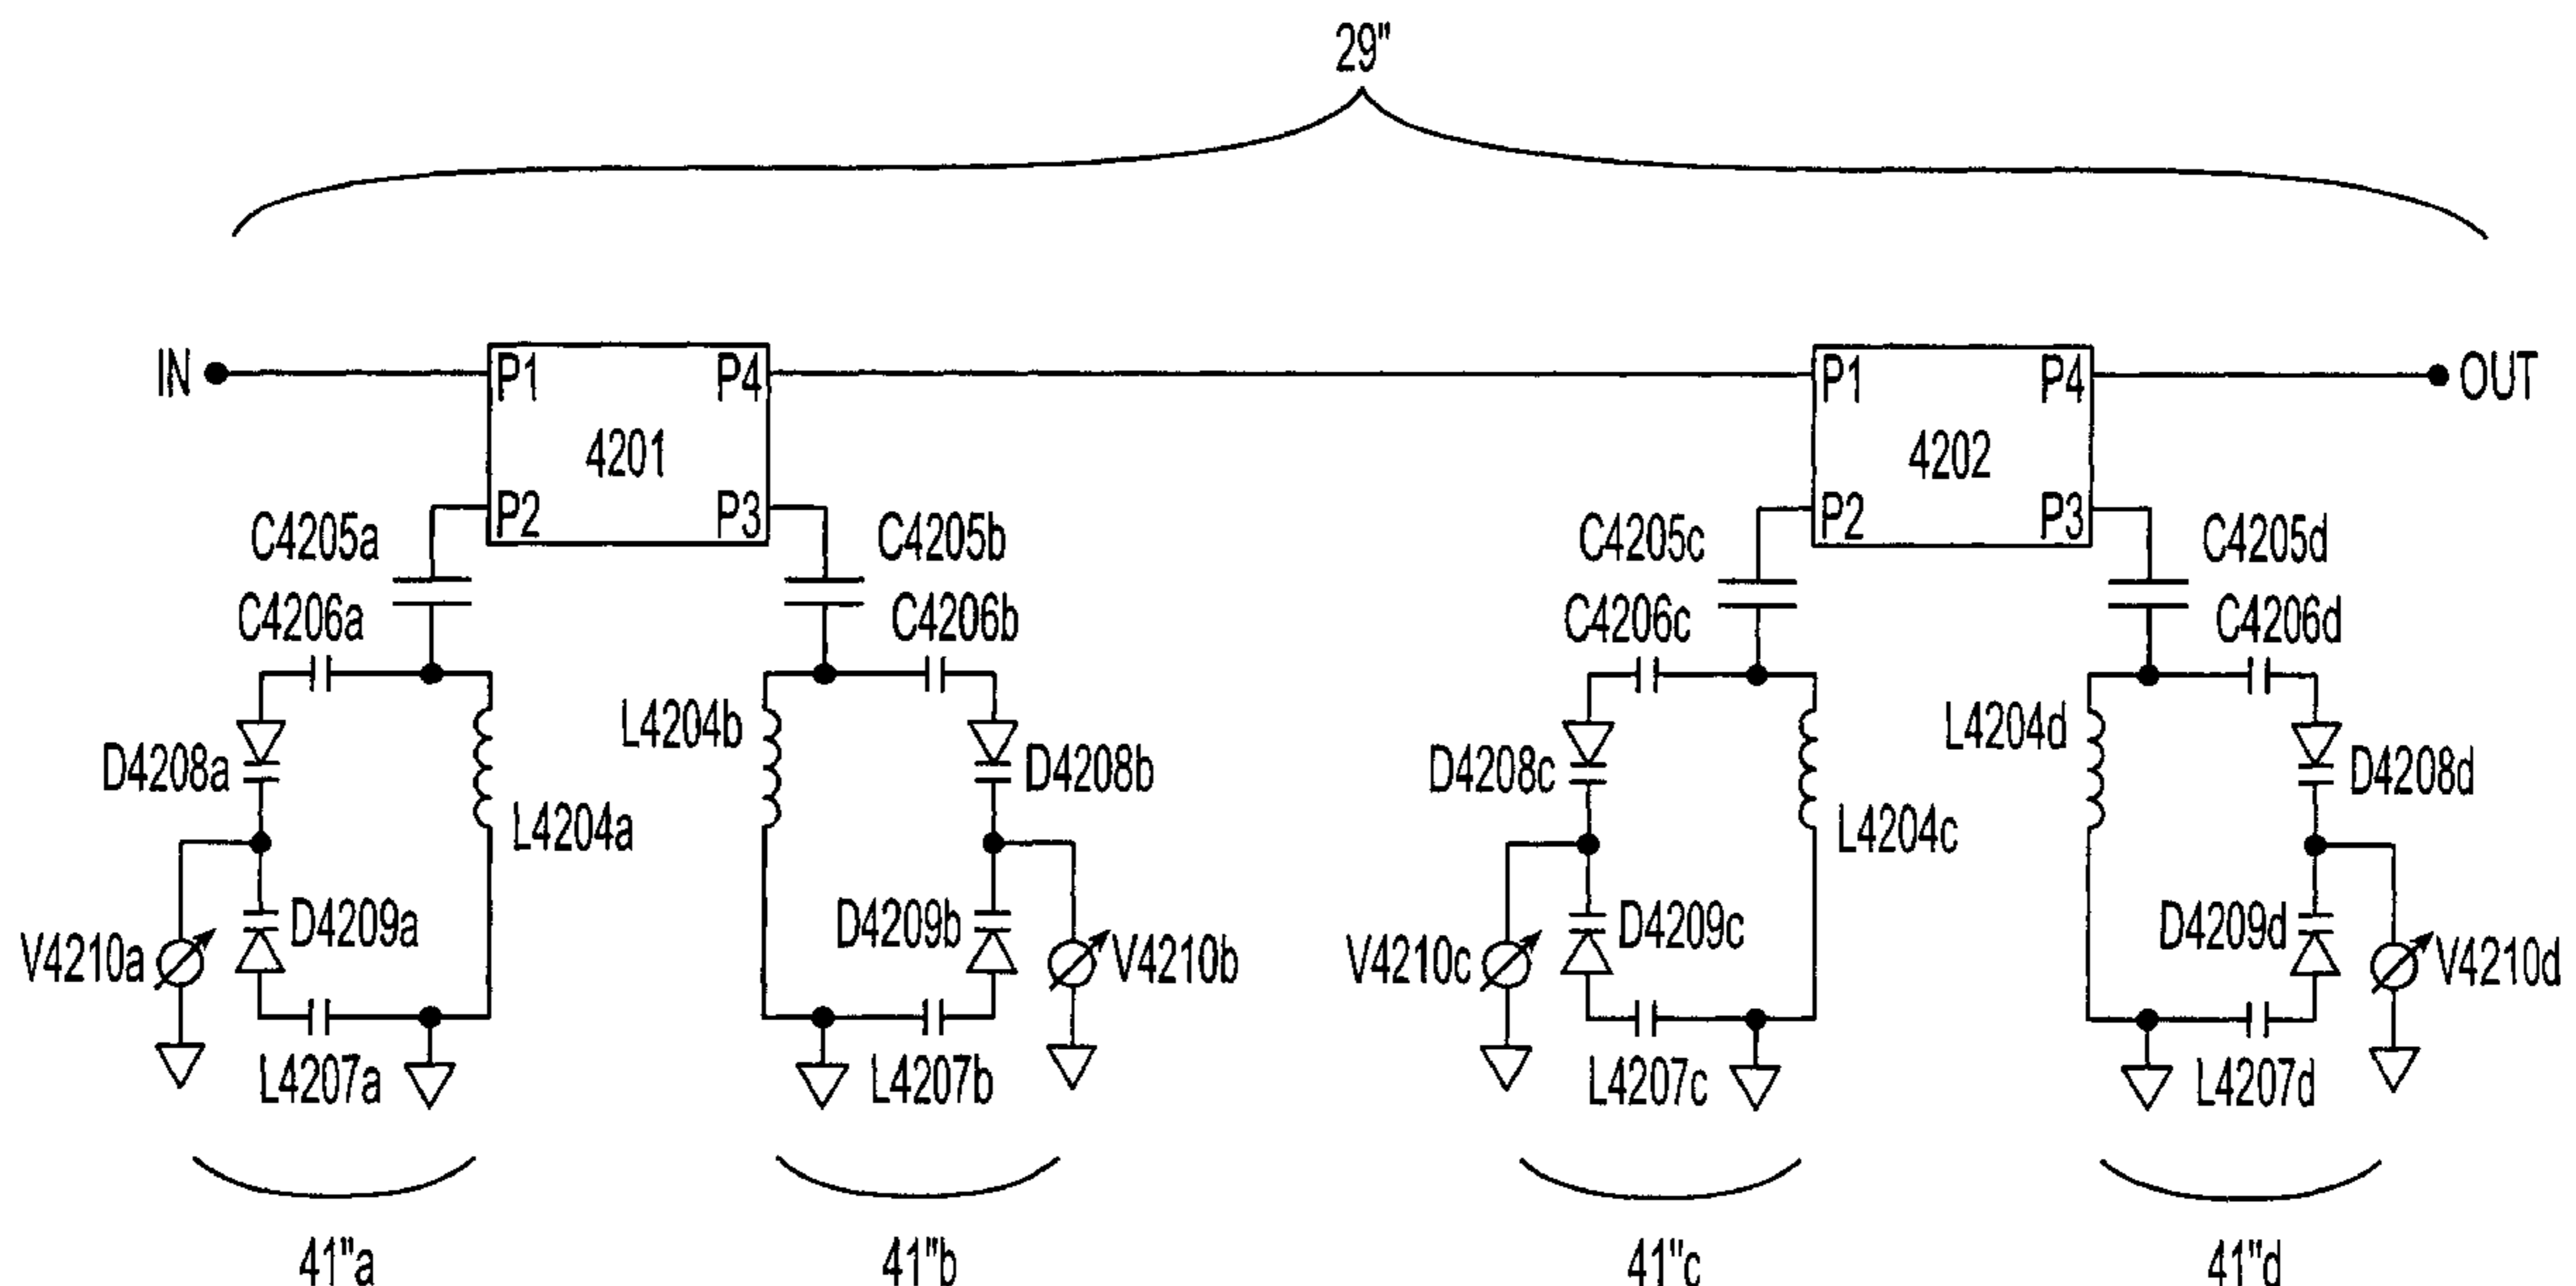 29"
IN
P1
P4
4201
P2
P3
P1
P4
4202
P2
P3
OUT
C4205a
C4206a
C4205b
C4206b
C4205c
C4206c
C4205d
C4206d
D4208a
L4204a
L4204b
D4208b
D4208c
L4204c
L4204d
D4208d
V4210a
D4209a
D4209b
V4210b
V4210c
D4209c
D4209d
V4210d
L4207a
L4207b
L4207c
L4207d
41"a
41"b
41"c
41"d